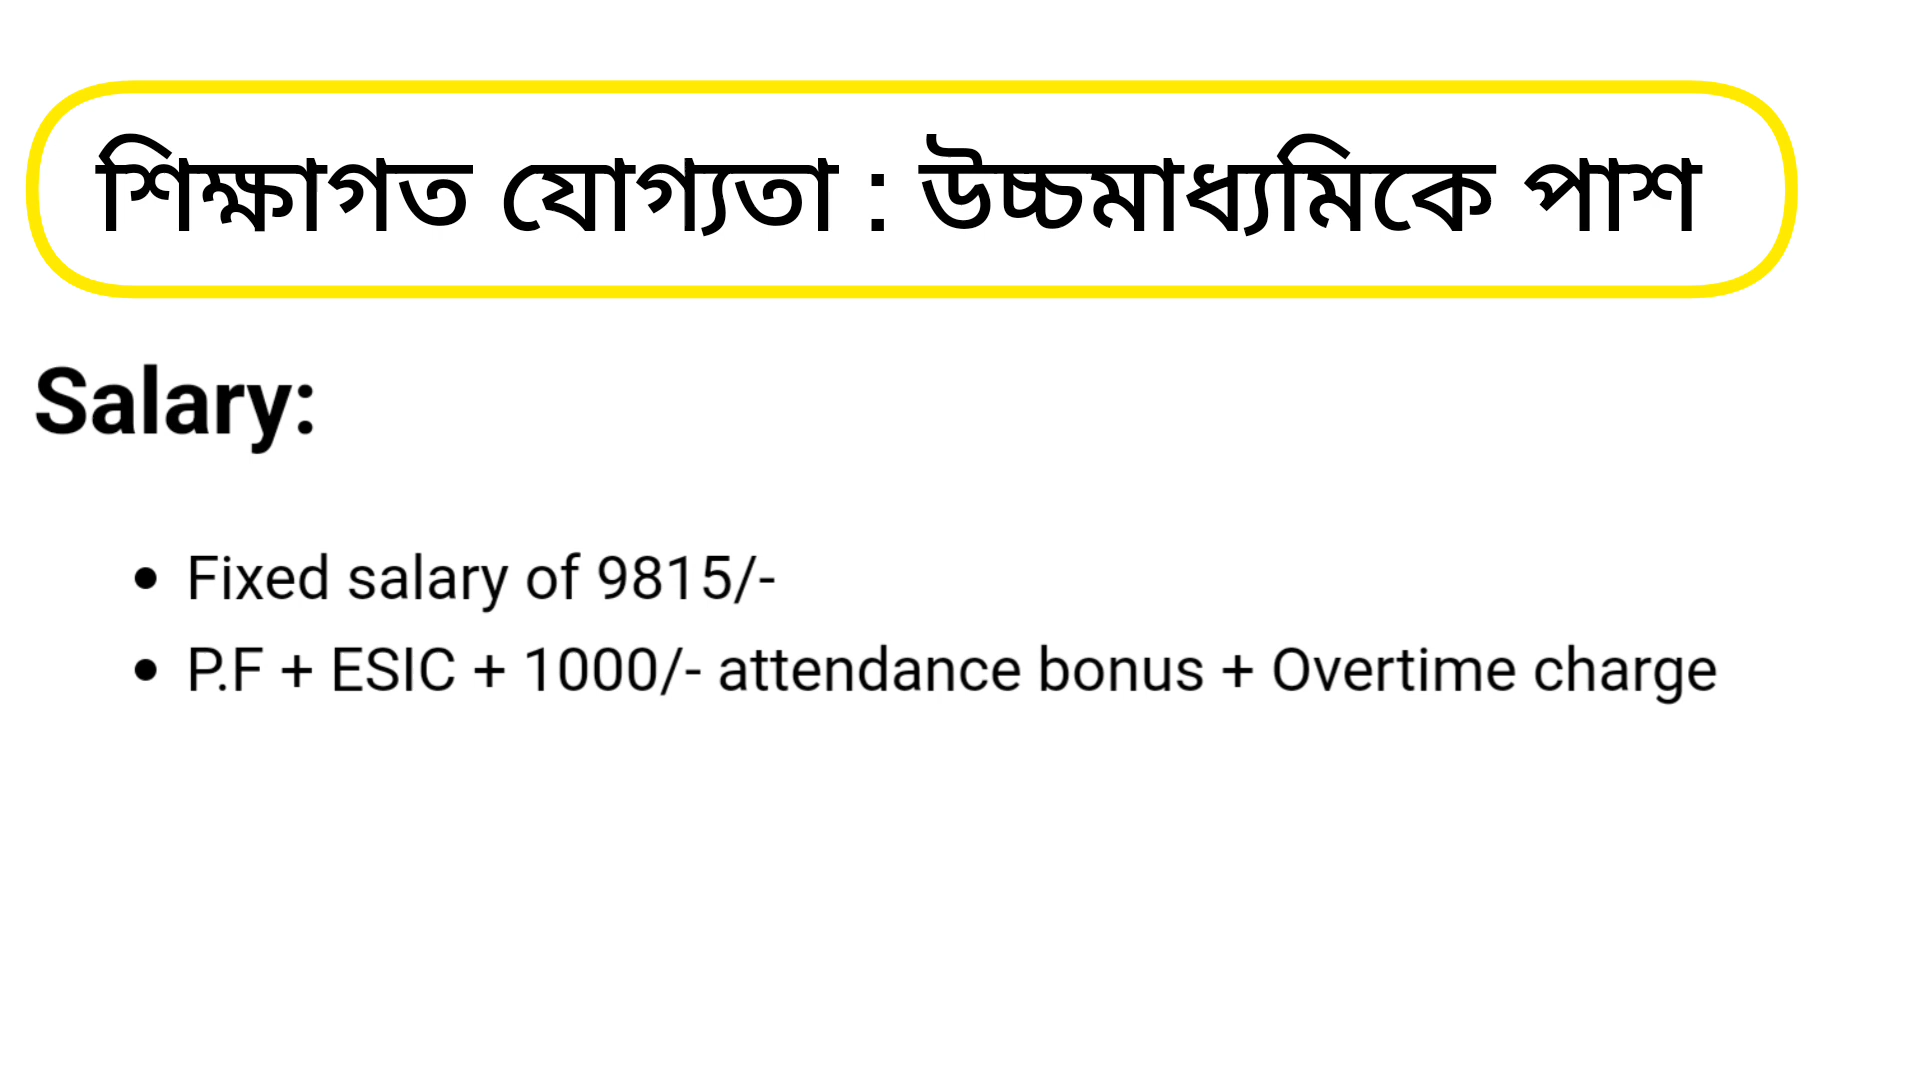 শিক্ষাগত যোগ্যতা : উচ্চমাধ্যমিকে পাশ
Salary:
• Fixed salary of 9815/-
• P.F + ESIC + 1000/- attendance bonus + Overtime charge